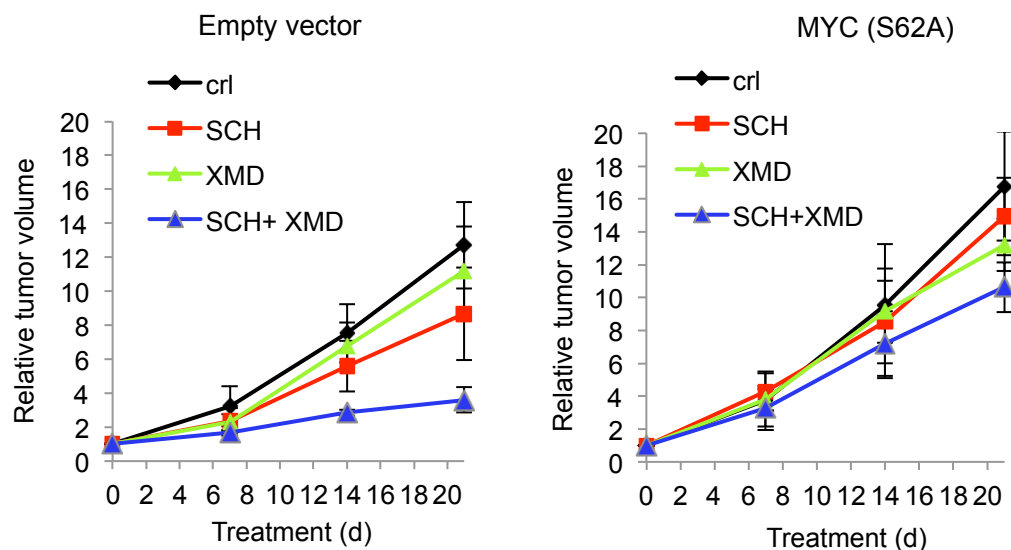 Empty vector
crl
SCH
XMD
SCH+ XMD
Relative tumor volume
20
18
16
14
12
10
8
6
4
2
0
0 2 4 6 8 10 12 14 16 18 20
Treatment (d)
MYC (S62A)
crl
SCH
XMD
SCH+XMD
Relative tumor volume
20
18
16
14
12
10
8
6
4
2
0
0 2 4 6 8 10 12 14 16 18 20
Treatment (d)